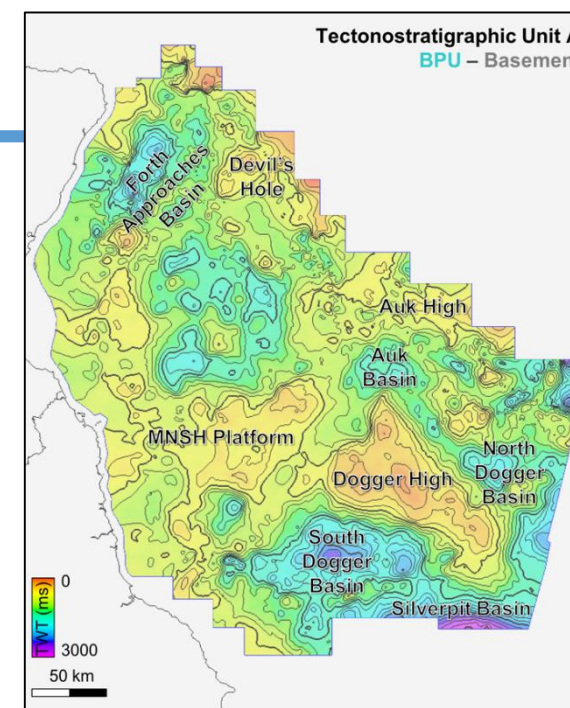 Tectonostratigraphic Unit
BPU –
Devil's
Hole
Forth
Approaches
Basin
Auk High
Auk
Basin
MNSH Platform
Dogger High
North
Dogger
Basin
South
Dogger
Basin
Silverpit Basin
TWT (ms)
0
3000
50 km